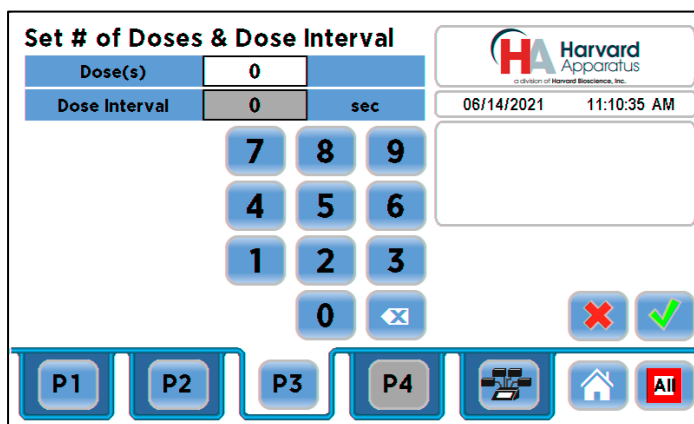 Set # of Doses & Dose Interval
Dose(s) 0
Dose Interval 0 sec
HA Harvard
Apparatus
a division of Harvard Bioscience, Inc.
06/14/2021 11:10:35 AM
7 8 9
4 5 6
1 2 3
0
P1 P2 P3 P4 All